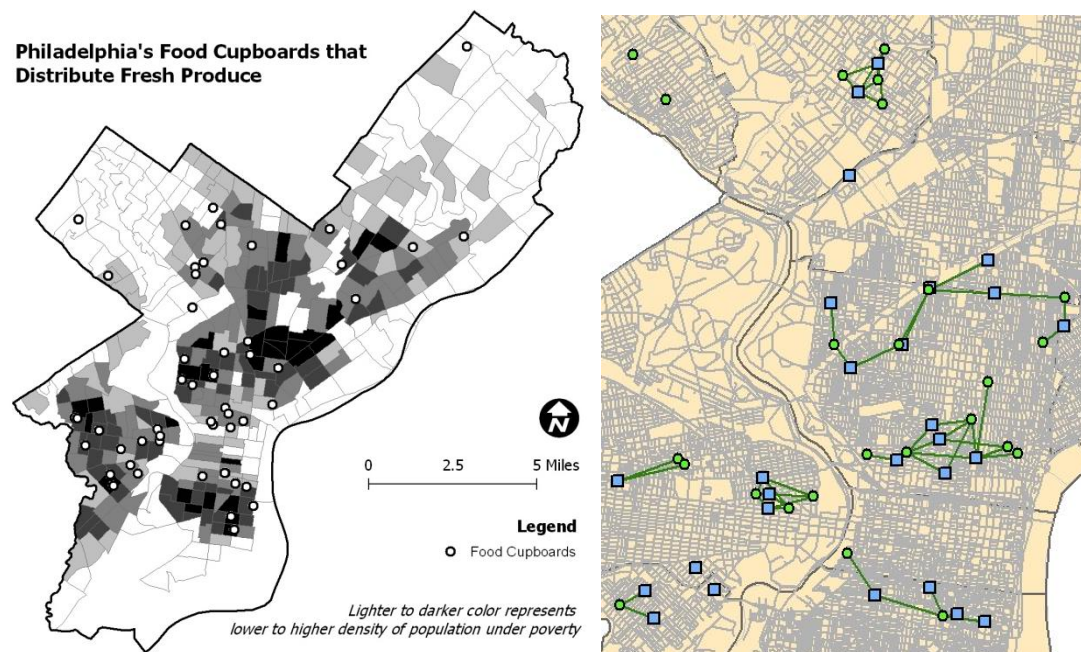 Philadelphia's Food Cupboards that
Distribute Fresh Produce
N
0 2.5 5 Miles
Legend
Food Cupboards
Lighter to darker color represents
lower to higher density of population under poverty